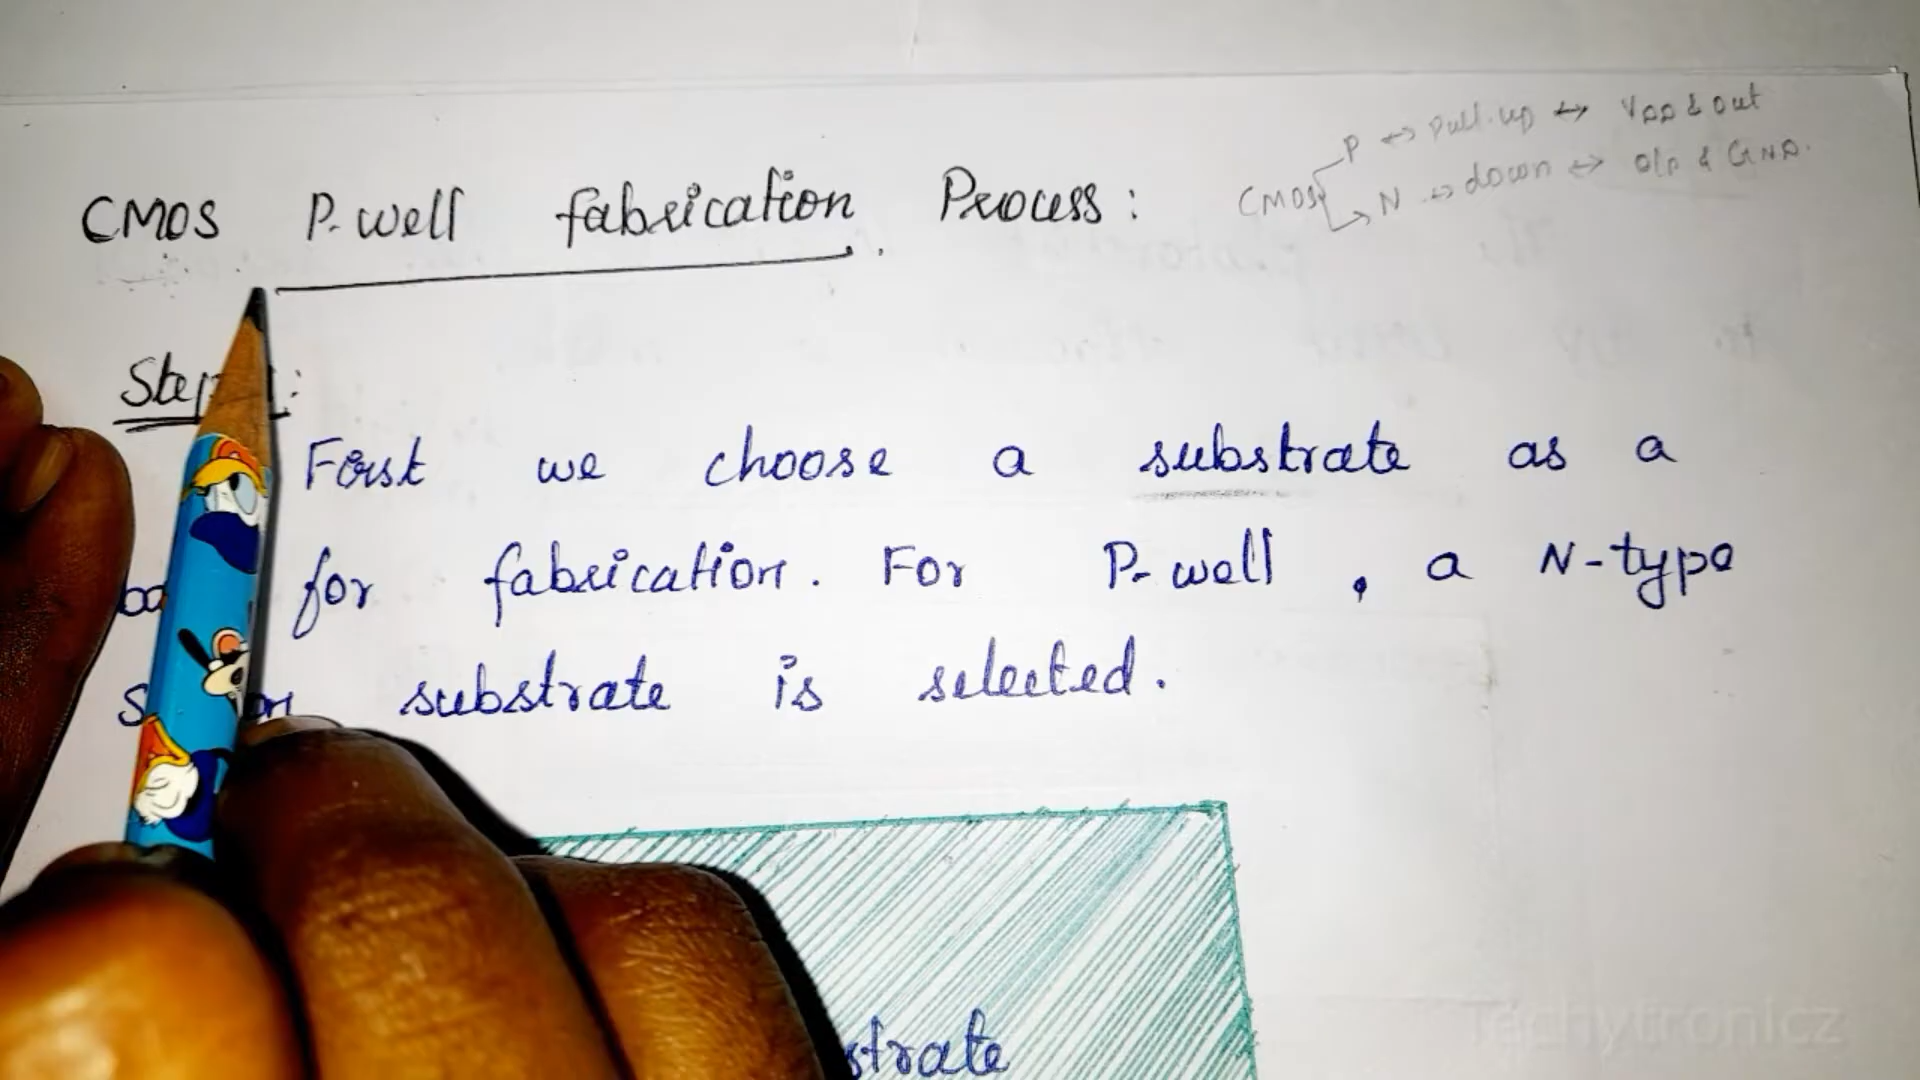 CMOS P-well fabrication Process:
CMOS P ↔ Pull-up ↔ VDD & out
N ↔ down ↔ O/P & GND.
Step
First we choose a substrate as a
for fabrication. For P-well, a N-type
substrate is selected.
strate
Techytronicz